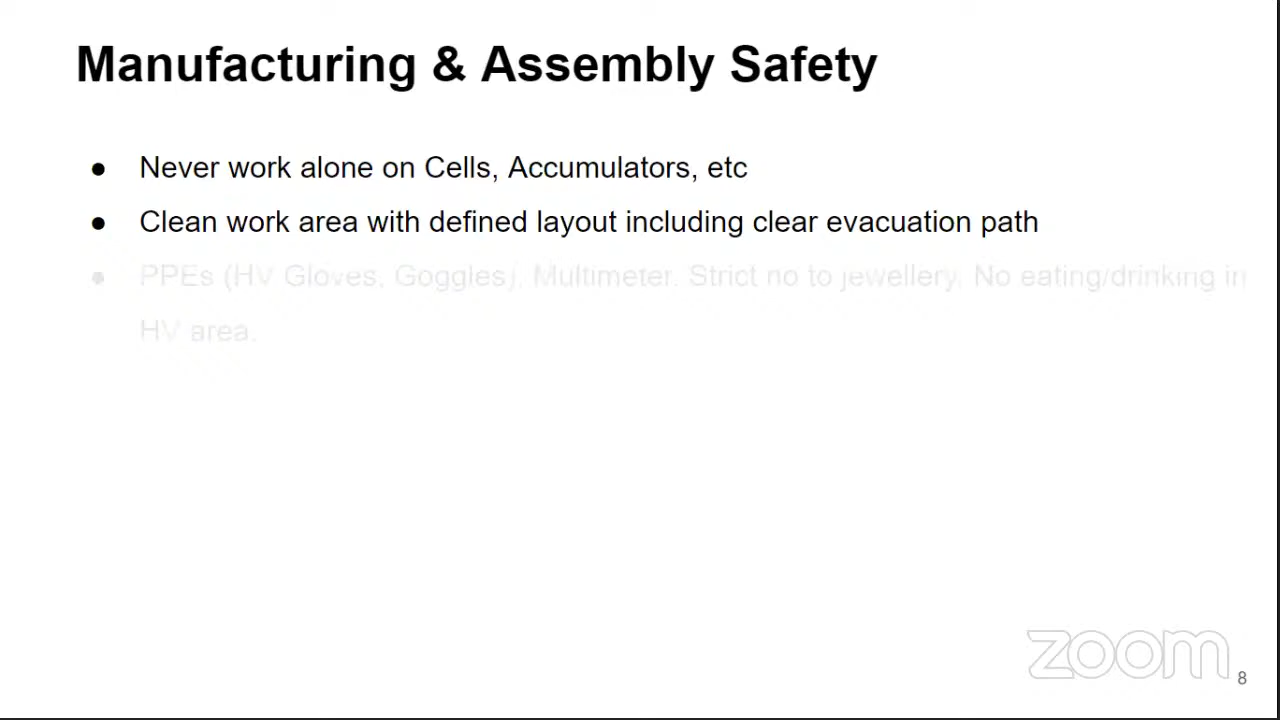 Manufacturing & Assembly Safety
● Never work alone on Cells, Accumulators, etc
● Clean work area with defined layout including clear evacuation path
● PPEs (HV Gloves, Goggles), Multimeter. Strict no to jewellery. No eating/drinking in
HV area.
zoom
8